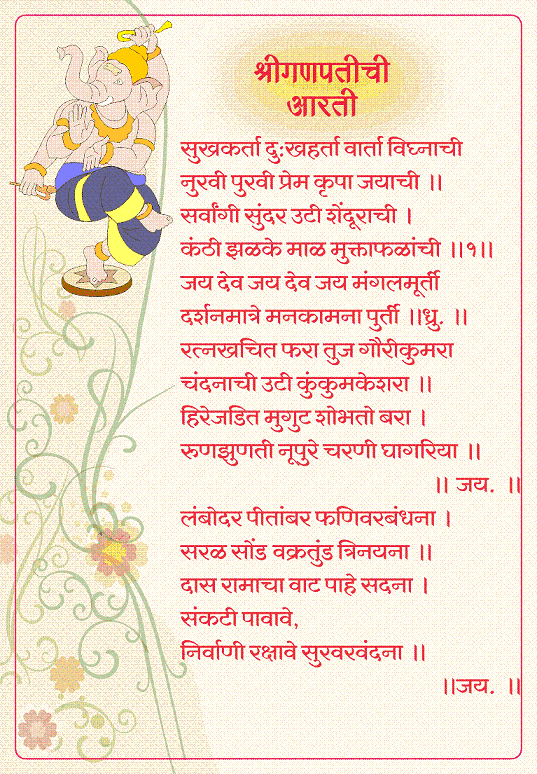 श्रीगणपतीची
आरती
सुखकर्ता दुःखहर्ता वार्ता विघ्नाची
नुरवी पुरवी प्रेम कृपा जयाची ॥
सर्वांगी सुंदर उटी शेंदूराची ।
कंठी झळके माळ मुक्ताफळांची ॥१॥
जय देव जय देव जय मंगलमूर्ती
दर्शनमात्रे मनकामना पुर्ती ॥ध्रु. ॥
रत्नखचित फरा तुज गौरीकुमरा
चंदनाची उटी कुंकुमकेशरा ॥
हिरेजडित मुगुट शोभतो बरा ।
रुणझुणती नूपुरे चरणी घागरिया ॥
॥ जय. ॥
लंबोदर पीतांबर फणिवरबंधना ।
सरळ सोंड वक्रतुंड त्रिनयना ॥
दास रामाचा वाट पाहे सदना ।
संकटी पावावे,
निर्वाणी रक्षावे सुरवरवंदना ॥
॥जय. ॥